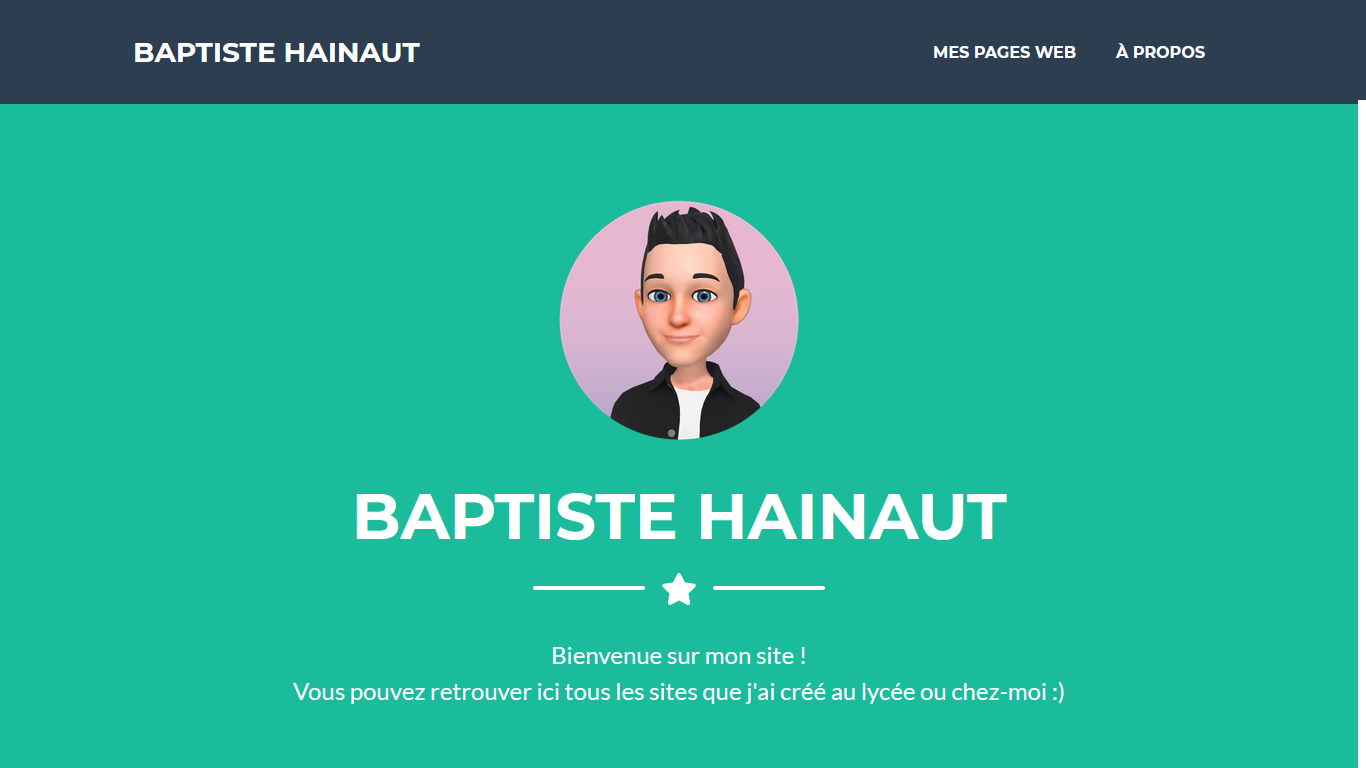 BAPTISTE HAINAUT
MES PAGES WEB
À PROPOS
BAPTISTE HAINAUT
Bienvenue sur mon site !
Vous pouvez retrouver ici tous les sites que j'ai créé au lycée ou chez-moi :)